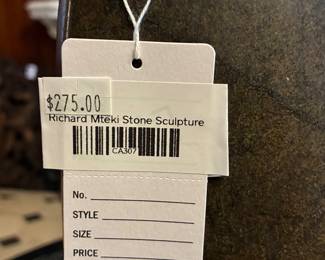 $275.00
Richard Mteki Stone Sculpture
CA307
No.
STYLE
SIZE
PRICE